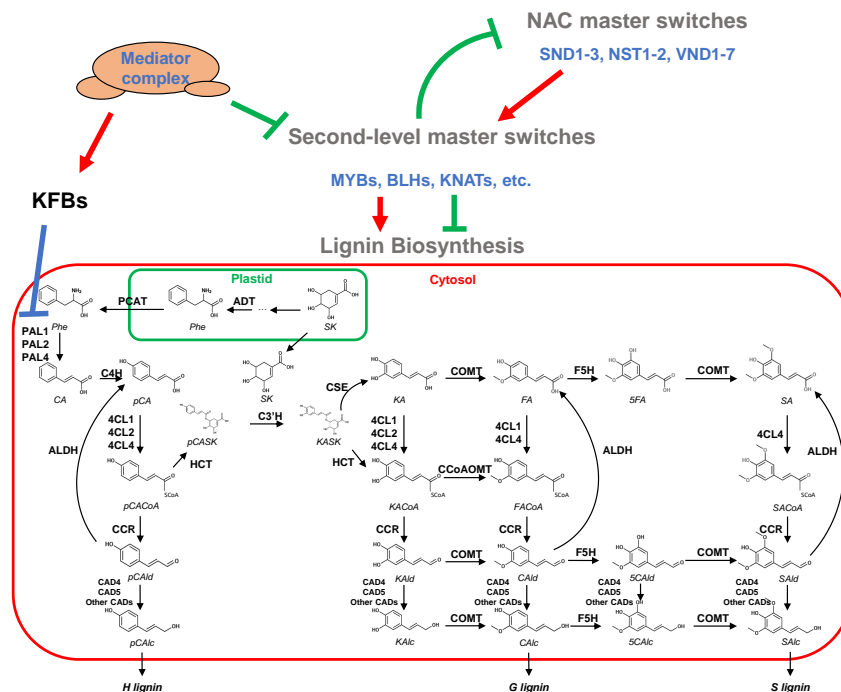 NAC master switches
SND1-3, NST1-2, VND1-7
Mediator
complex
Second-level master switches
MYBs, BLHs, KNATs, etc.
KFBs
Lignin Biosynthesis
Plastid
Cytosol
PCAT
ADT
...
Phe
Phe
SK
PAL1
PAL2
PAL4
CA
C4H
pCA
SK
CSE
KA
COMT
FA
F5H
5FA
COMT
SA
C3'H
pCASK
KASK
4CL1
4CL2
4CL4
4CL1
4CL2
4CL4
4CL1
4CL4
4CL4
ALDH
HCT
HCT
CCoAOMT
ALDH
ALDH
pCACoA
KACoA
FACoA
SACoA
CCR
CCR
CCR
CCR
pCAld
KAld
COMT
CAld
F5H
5CAld
COMT
SAld
CAD4
CAD5
Other CADs
CAD4
CAD5
Other CADs
CAD4
CAD5
Other CADs
CAD4
CAD5
Other CADs
CAD4
CAD5
Other CADs
pCAlc
KAlc
COMT
CAlc
F5H
5CAlc
COMT
SAlc
H lignin
G lignin
S lignin